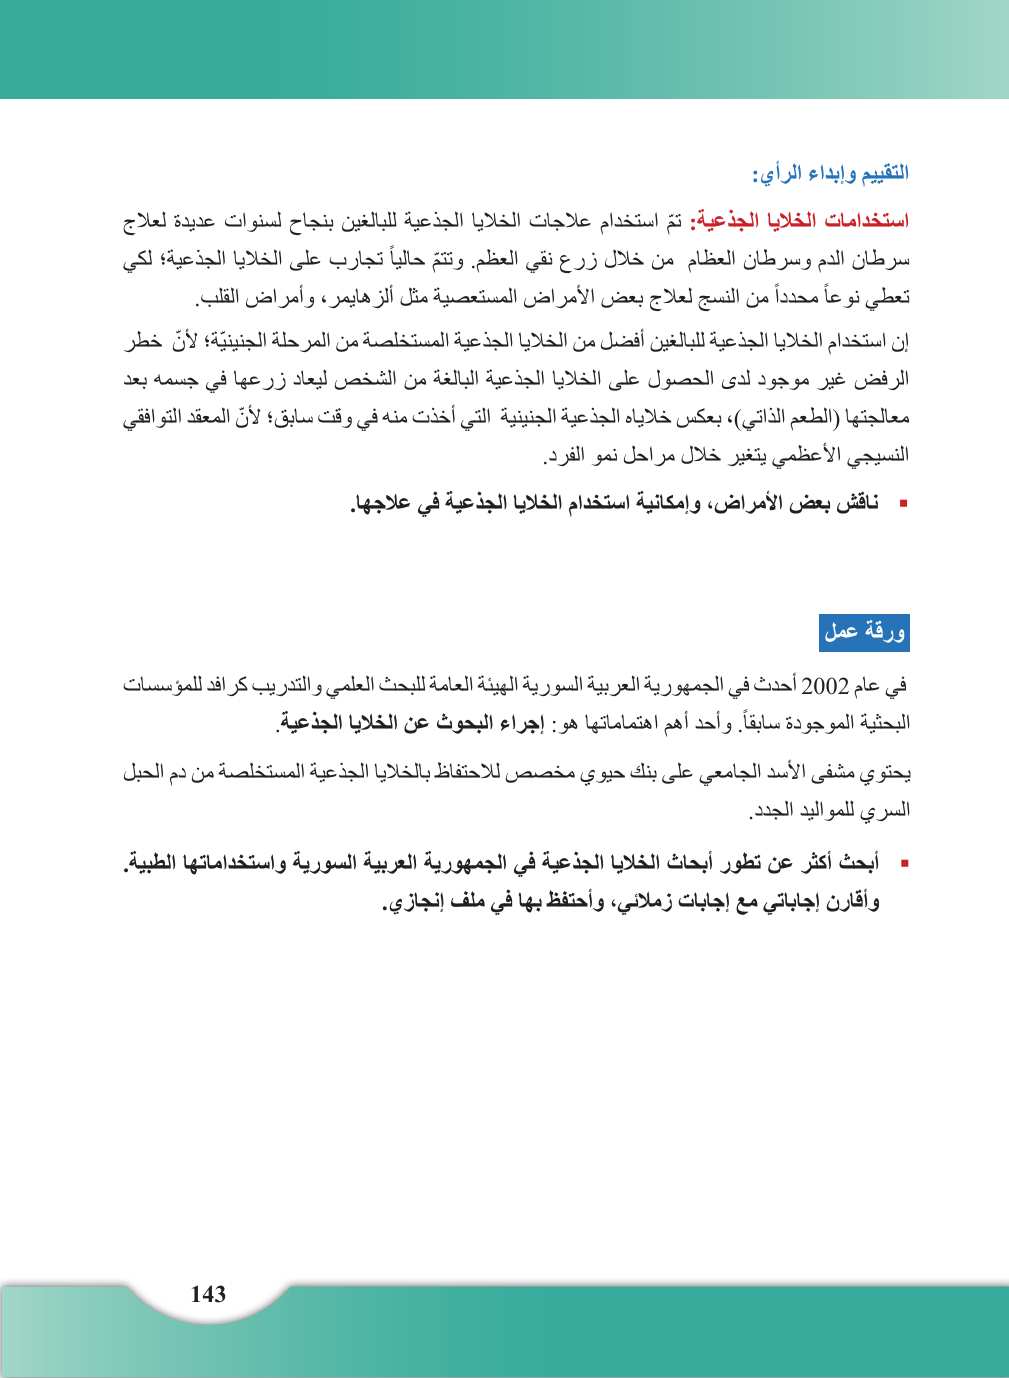 التقييم وإبداء الرأي:
استخدامات الخلايا الجذعية: تمّ استخدام علاجات الخلايا الجذعية للبالغين بنجاح لسنوات عديدة لعلاج
سرطان الدم وسرطان العظام من خلال زرع نقي العظم. وتتمّ حالياً تجارب على الخلايا الجذعية؛ لكي
تعطي نوعاً محدداً من النسج لعلاج بعض الأمراض المستعصية مثل ألزهايمر، وأمراض القلب.
إن استخدام الخلايا الجذعية للبالغين أفضل من الخلايا الجذعية المستخلصة من المرحلة الجنينيّة؛ لأنّ خطر
الرفض غير موجود لدى الحصول على الخلايا الجذعية البالغة من الشخص ليعاد زرعها في جسمه بعد
معالجتها (الطعم الذاتي)، بعكس خلاياه الجذعية الجنينية التي أخذت منه في وقت سابق؛ لأنّ المعقد التوافقي
النسيجي الأعظمي يتغير خلال مراحل نمو الفرد.
▪ ناقش بعض الأمراض، وإمكانية استخدام الخلايا الجذعية في علاجها.
ورقة عمل
في عام 2002 أحدث في الجمهورية العربية السورية الهيئة العامة للبحث العلمي والتدريب كرافد للمؤسسات
البحثية الموجودة سابقاً. وأحد أهم اهتماماتها هو: إجراء البحوث عن الخلايا الجذعية.
يحتوي مشفى الأسد الجامعي على بنك حيوي مخصص للاحتفاظ بالخلايا الجذعية المستخلصة من دم الحبل
السري للمواليد الجدد.
▪ أبحث أكثر عن تطور أبحاث الخلايا الجذعية في الجمهورية العربية السورية واستخداماتها الطبية.
وأقارن إجاباتي مع إجابات زملائي، وأحتفظ بها في ملف إنجازي.
143